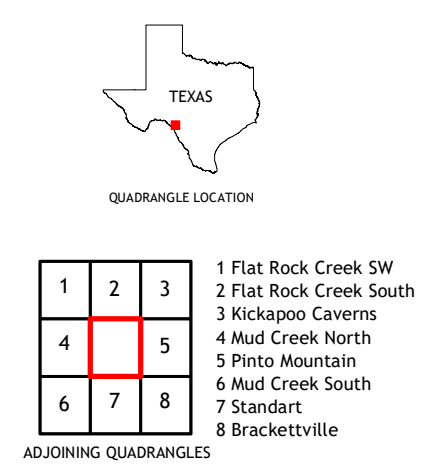 TEXAS
QUADRANGLE LOCATION
1 2 3
4 5
6 7 8
1 Flat Rock Creek SW
2 Flat Rock Creek South
3 Kickapoo Caverns
4 Mud Creek North
5 Pinto Mountain
6 Mud Creek South
7 Standart
8 Brackettville
ADJOINING QUADRANGLES